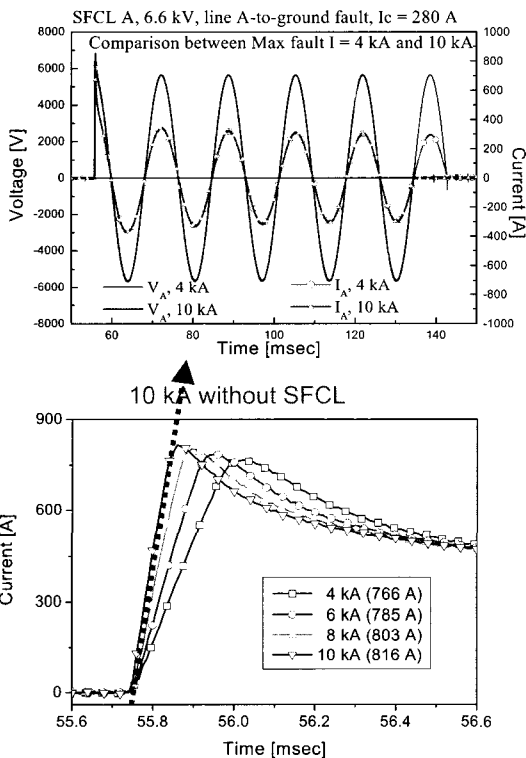 SFCL A, 6.6 kV, line A-to-ground fault, Ic = 280 A
Comparison between Max fault I = 4 kA and 10 kA
8000
6000
4000
2000
0
-2000
-4000
-6000
-8000
Voltage [V]
1000
800
600
400
200
0
-200
-400
-600
-800
-1000
Current [A]
V_A, 4 kA
V_A, 10 kA
I_A, 4 kA
I_A, 10 kA
60 80 100 120 140
Time [msec]
10 kA without SFCL
900
600
300
0
Current [A]
4 kA (766 A)
6 kA (785 A)
8 kA (803 A)
10 kA (816 A)
55.6 55.8 56.0 56.2 56.4 56.6
Time [msec]